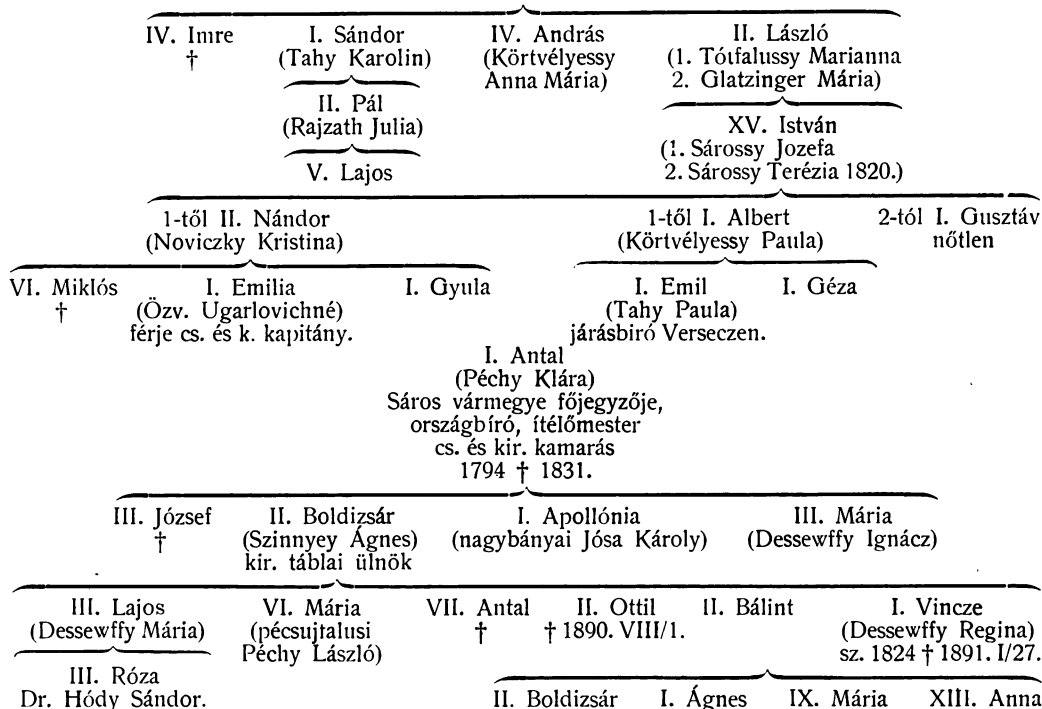 IV. Imre I. Sándor IV. András II. László
† (Tahy Karolin) (Körtvélyessy (1. Tótfalussy Marianna
Anna Mária) 2. Glatzinger Mária)
II. Pál XV. István
(Rajzath Julia) (1. Sárossy Jozefa
V. Lajos 2. Sárossy Terézia 1820.)
1-től II. Nándor 1-től I. Albert 2-tól I. Gusztáv
(Noviczky Kristina) (Körtvélyessy Paula) nőtlen
VI. Miklós I. Emilia I. Gyula I. Emil I. Géza
† (Özv. Ugarlovichné) (Tahy Paula)
férje cs. és k. kapitány. járásbiró Verseczen.
I. Antal
(Péchy Klára)
Sáros vármegye főjegyzője,
országbíró, ítélőmester
cs. és kir. kamarás
1794 † 1831.
III. József II. Boldizsár I. Apollónia III. Mária
† (Szinnyey Ágnes) (nagybányai Jósa Károly) (Dessewffy Ignácz)
kir. táblai ülnök
III. Lajos VI. Mária VII. Antal II. Ottil II. Bálint I. Vincze
(Dessewffy Mária) (pécsujtalusi † † 1890. VIII/1. (Dessewffy Regina)
Péchy László) sz. 1824 † 1891. I/27.
III. Róza
Dr. Hódy Sándor. II. Boldizsár I. Ágnes IX. Mária XIII. Anna